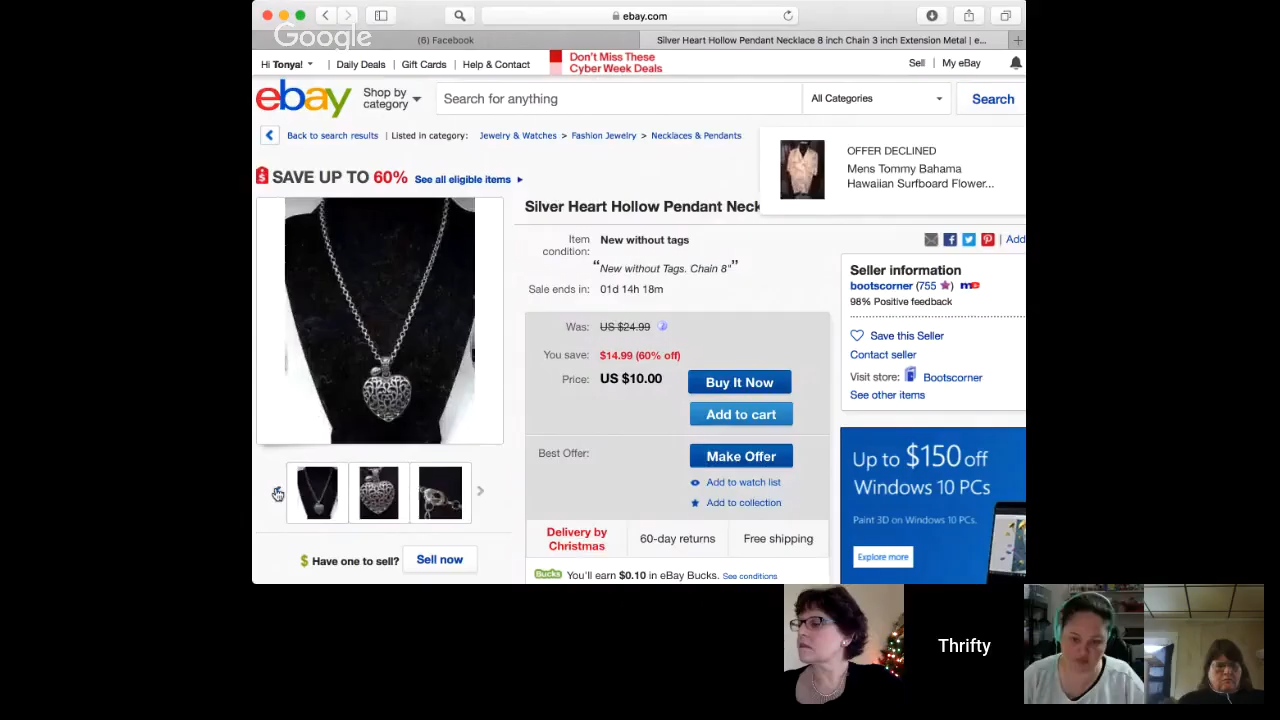 ebay.com
Google
(6) Facebook
Silver Heart Hollow Pendant Necklace 8 inch Chain 3 inch Extension Metal | e...
Hi Tonya! | Daily Deals | Gift Cards | Help & Contact
Don't Miss These
Cyber Week Deals
Sell | My eBay
ebay
Shop by
category
Search for anything
All Categories
Search
Back to search results | Listed in category: Jewelry & Watches > Fashion Jewelry > Necklaces & Pendants
OFFER DECLINED
Mens Tommy Bahama
Hawaiian Surfboard Flower...
SAVE UP TO 60% See all eligible items
Silver Heart Hollow Pendant Neck
Item
condition:
New without tags
"New without Tags. Chain 8""
Sale ends in: 01d 14h 18m
| Add
Seller information
bootscorner (755)
98% Positive feedback
Save this Seller
Contact seller
Visit store: Bootscorner
See other items
Was: US $24.99
You save: $14.99 (60% off)
Price: US $10.00
Buy It Now
Add to cart
Best Offer:
Make Offer
Add to watch list
Add to collection
Delivery by
Christmas
60-day returns
Free shipping
Bucks You'll earn $0.10 in eBay Bucks. See conditions
$ Have one to sell? Sell now
Up to $150 off
Windows 10 PCs
Paint 3D on Windows 10 PCs.
Explore more
Thrifty